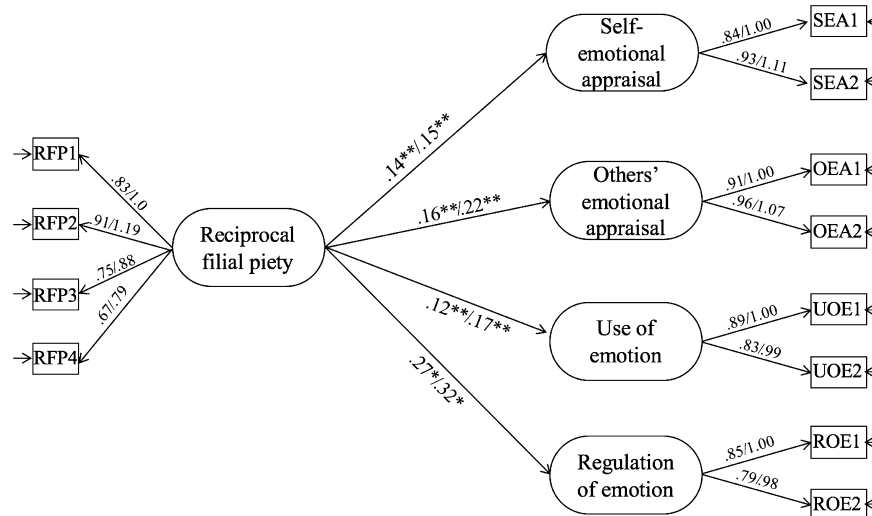 RFP1
RFP2
RFP3
RFP4
.83/1.0
.91/1.19
.75/.88
.67/.79
Reciprocal
filial piety
.14**/.15**
.16**/.22**
.12**/.17**
.27*/.32*
Self-
emotional
appraisal
.84/1.00
.93/1.11
SEA1
SEA2
Others’
emotional
appraisal
.91/1.00
.96/1.07
OEA1
OEA2
Use of
emotion
.89/1.00
.83/.99
UOE1
UOE2
Regulation
of emotion
.85/1.00
.79/.98
ROE1
ROE2